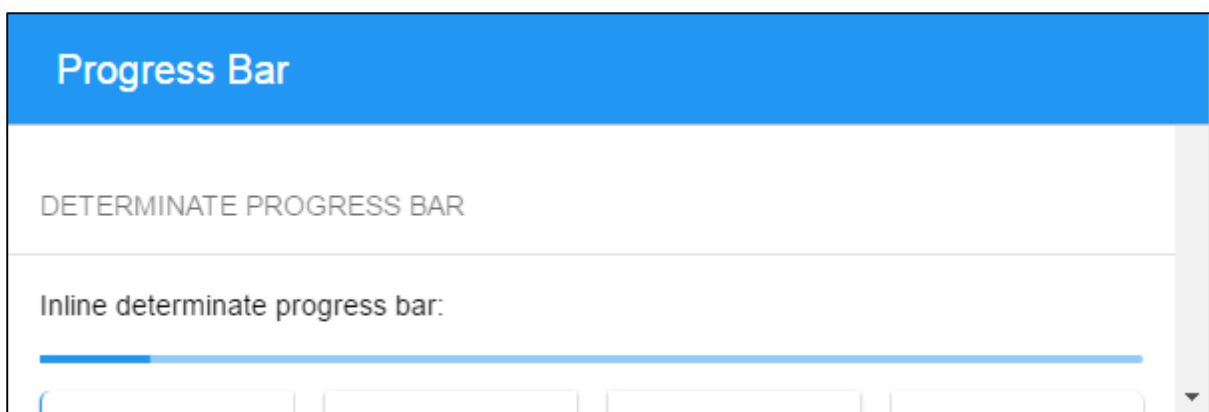 Progress Bar
DETERMINATE PROGRESS BAR
Inline determinate progress bar: